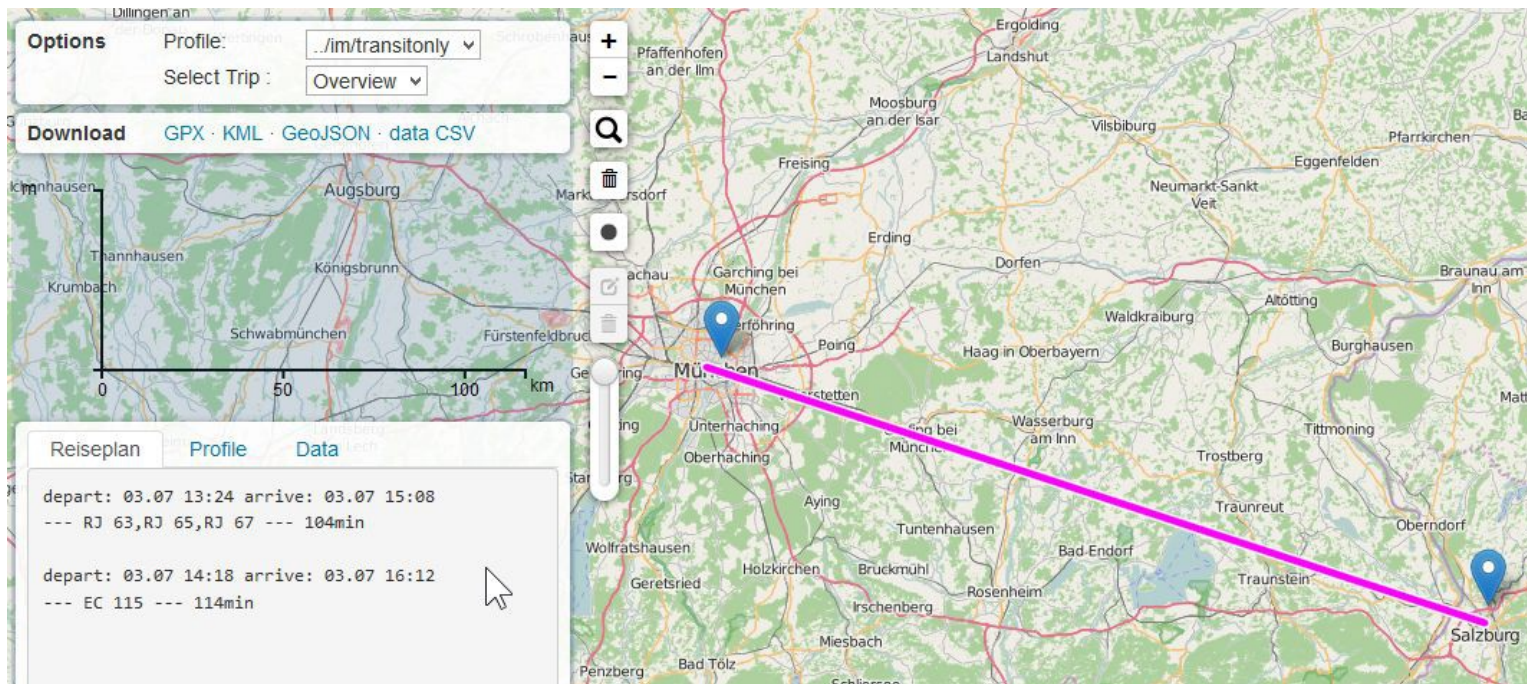 Dillingen an
Options Profile: ../im/transitonly
Select Trip : Overview
Download GPX · KML · GeoJSON · data CSV
m
0 50 100 km
Augsburg
Thannhausen
Krumbach
Königsbrunn
Schwabmünchen
Reiseplan Profile Data
depart: 03.07 13:24 arrive: 03.07 15:08
--- RJ 63,RJ 65,RJ 67 --- 104min
depart: 03.07 14:18 arrive: 03.07 16:12
--- EC 115 --- 114min
+
−
Ergolding
Pfaffenhofen
an der Ilm
Landshut
Moosburg
an der Isar
Vilsbiburg
Pfarrkirchen
Freising
Eggenfelden
Neumarkt-Sankt
Veit
Erding
Dorfen
Garching bei
München
Braunau am
Inn
Altötting
Waldkraiburg
Poing
Haag in Oberbayern
Burghausen
München
Wasserburg
am Inn
Unterhaching
Tittmoning
Oberhaching
Trostberg
Aying
Traunreut
Tuntenhausen
Oberndorf
Wolfratshausen
Bad Endorf
Holzkirchen
Bruckmühl
Traunstein
Geretsried
Rosenheim
Irschenberg
Salzburg
Miesbach
Bad Tölz
Penzberg